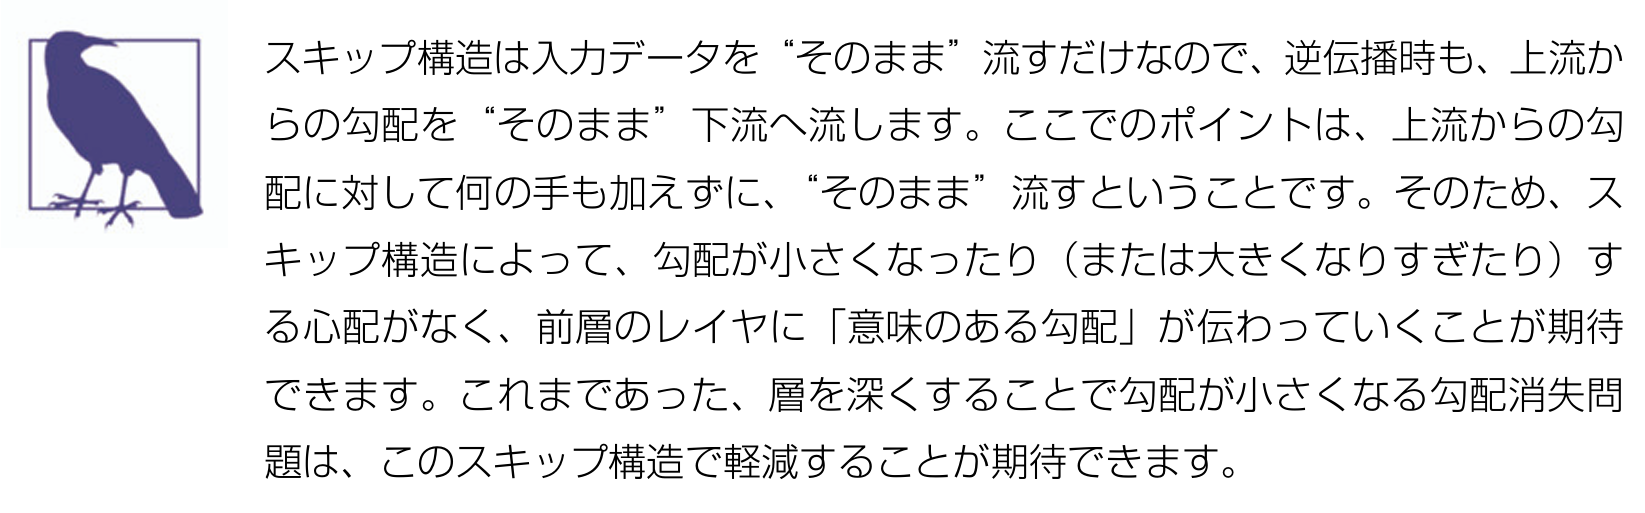 スキップ構造は入力データを“そのまま”流すだけなので、逆伝播時も、上流か
らの勾配を“そのまま”下流へ流します。ここでのポイントは、上流からの勾
配に対して何の手も加えずに、“そのまま”流すということです。そのため、ス
キップ構造によって、勾配が小さくなったり（または大きくなりすぎたり）す
る心配がなく、前層のレイヤに「意味のある勾配」が伝わっていくことが期待
できます。これまであった、層を深くすることで勾配が小さくなる勾配消失問
題は、このスキップ構造で軽減することが期待できます。